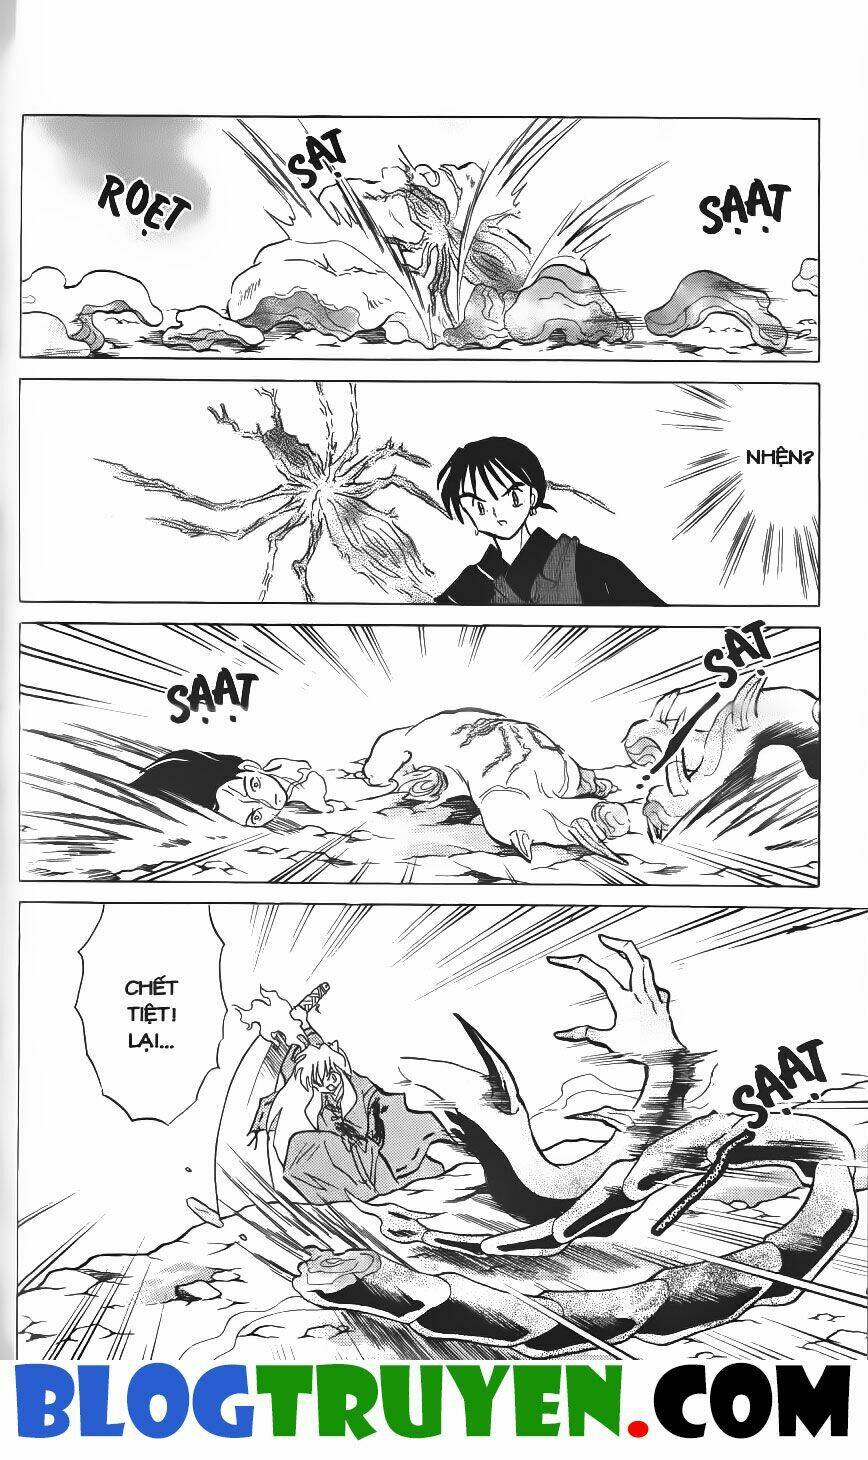 SẠT
ROẸT
SẠẠT
NHỆN?
SẠẠT
SẠT
CHẾT
TIỆT!
LẠI...
SẠẠT
BLOGTRUYEN.COM